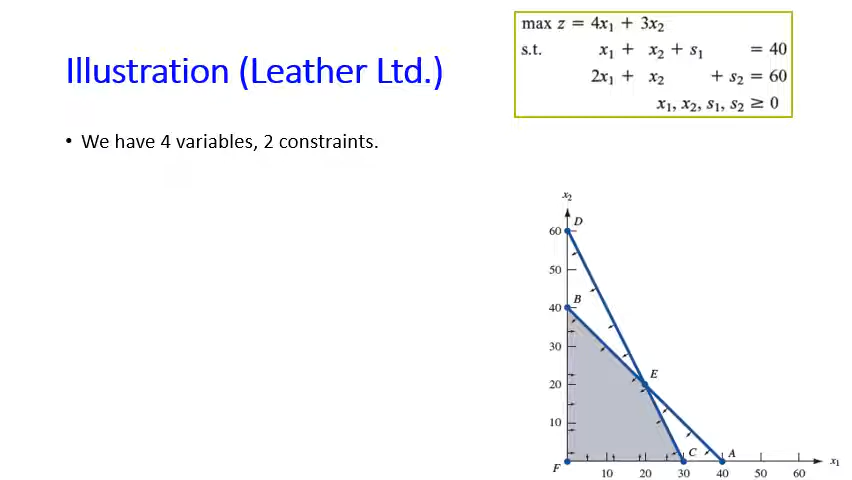 max z = 4x₁ + 3x₂
s.t. x₁ + x₂ + s₁ = 40
2x₁ + x₂ + s₂ = 60
x₁, x₂, s₁, s₂ ≥ 0
Illustration (Leather Ltd.)
• We have 4 variables, 2 constraints.
x₂
D
60
50
B
40
30
E
20
10
C
A
F
10 20 30 40 50 60
x₁